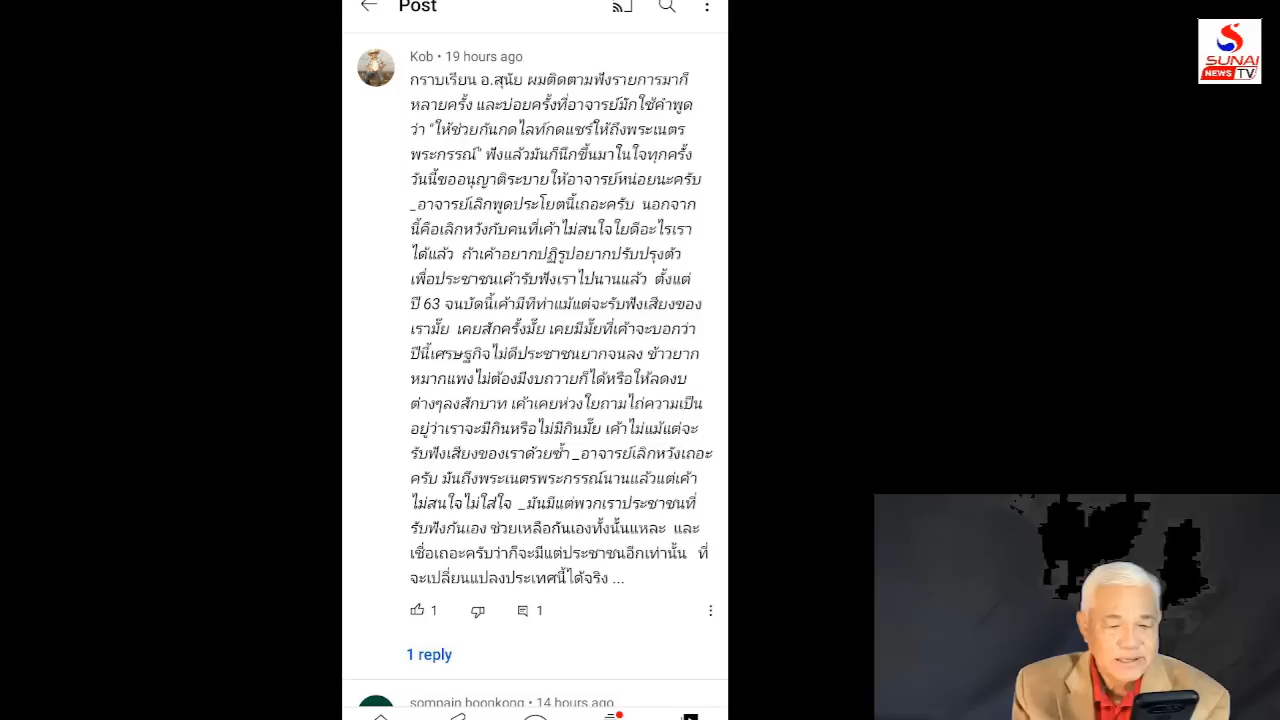 Post
Kob • 19 hours ago
กราบเรียน อ.สุนัย ผมติดตามฟังรายการมาก็
หลายครั้ง และบ่อยครั้งที่อาจารย์มักใช้คำพูด
ว่า "ให้ช่วยกันกดไลท์กดแชร์ให้ถึงพระเนตร
พระกรรณ์" ฟังแล้วมันก็นึกขึ้นมาในใจทุกครั้ง
วันนี้ขออนุญาติระบายให้อาจารย์หน่อยนะครับ
_อาจารย์เลิกพูดประโยตนี้เถอะครับ นอกจาก
นี้คือเลิกหวังกับคนที่เค้าไม่สนใจใยดีอะไรเรา
ได้แล้ว ถ้าเค้าอยากปฏิรูปอยากปรับปรุงตัว
เพื่อประชาชนเค้ารับฟังเราไปนานแล้ว ตั้งแต่
ปี 63 จนบัดนี้เค้ามีทีท่าแม้แต่จะรับฟังเสียงของ
เรามั๊ย เคยสักครั้งมั๊ย เคยมีมั๊ยที่เค้าจะบอกว่า
ปีนี้เศรษฐกิจไม่ดีประชาชนยากจนลง ข้าวยาก
หมากแพงไม่ต้องมีงบถวายก็ได้หรือให้ลดงบ
ต่างๆลงสักบาท เค้าเคยห่วงใยถามไถ่ความเป็น
อยู่ว่าเราจะมีกินหรือไม่มีกินมั๊ย เค้าไม่แม้แต่จะ
รับฟังเสียงของเราด้วยซ้ำ _อาจารย์เลิกหวังเถอะ
ครับ มันถึงพระเนตรพระกรรณ์นานแล้วแต่เค้า
ไม่สนใจไม่ใส่ใจ _มันมีแต่พวกเราประชาชนที่
รับฟังกันเอง ช่วยเหลือกันเองทั้งนั้นแหละ และ
เชื่อเถอะครับว่าก็จะมีแต่ประชาชนอีกเท่านั้น ที่
จะเปลี่ยนแปลงประเทศนี้ได้จริง ...
1 1
1 reply
sompain boonkong • 14 hours ago
SUNAI
NEWS TV